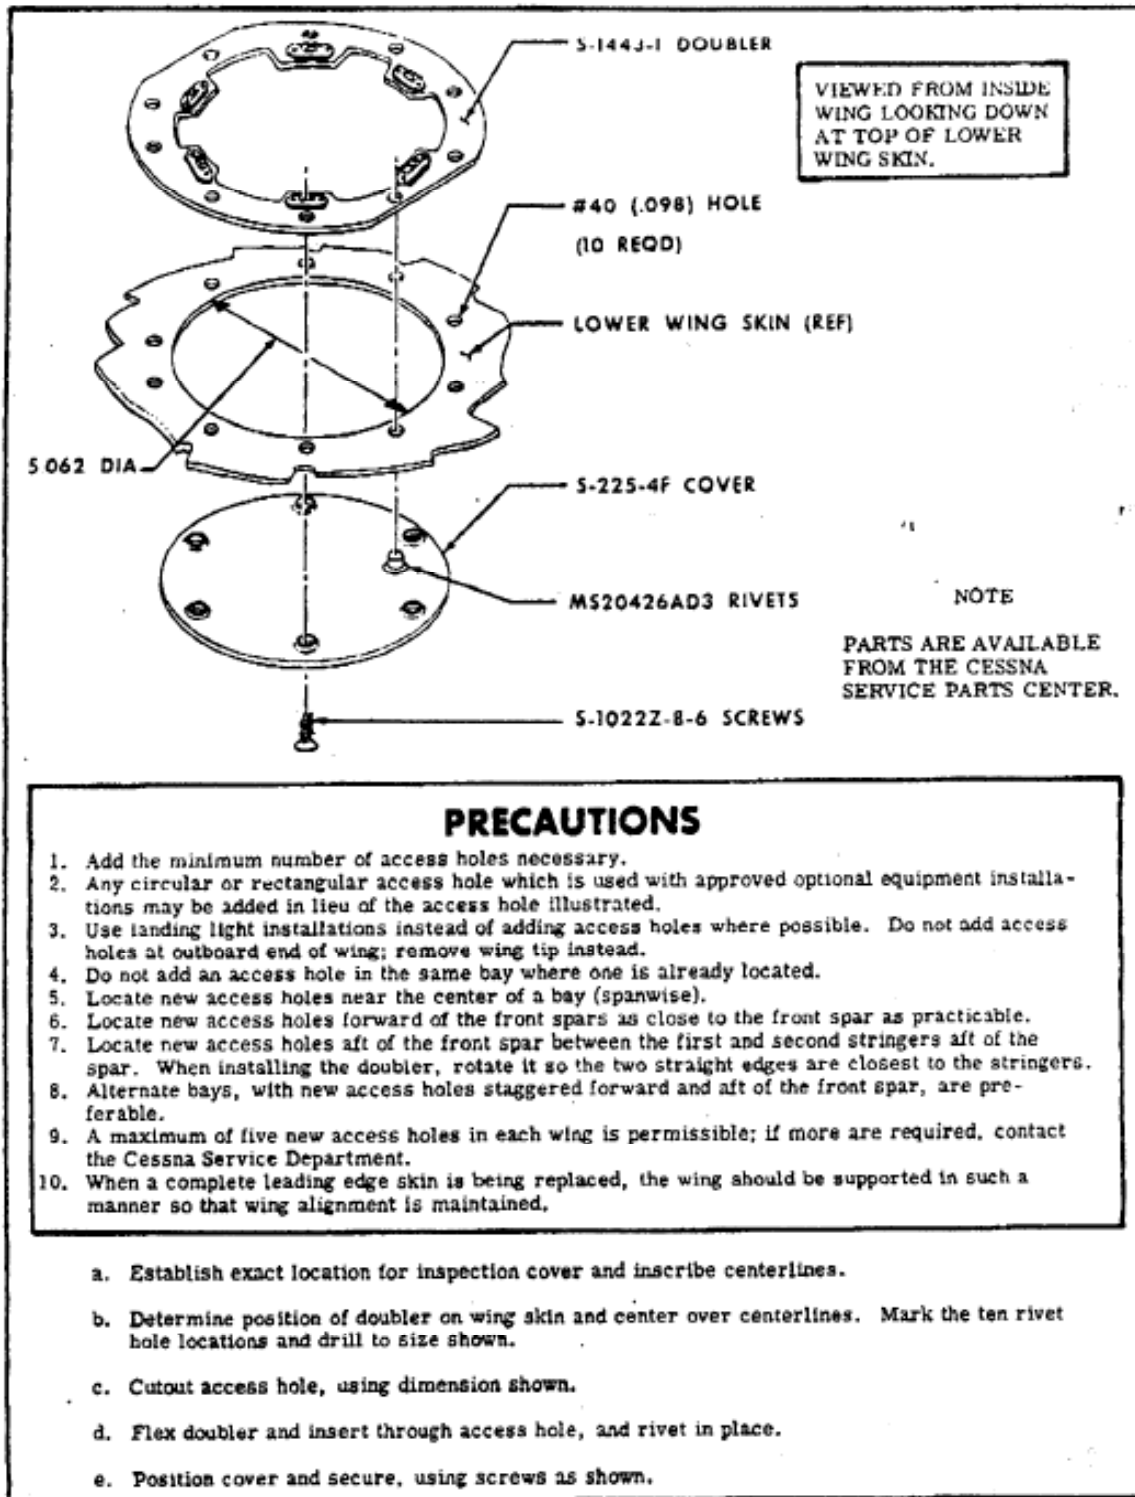 S-1443-1 DOUBLER
VIEWED FROM INSIDE
WING LOOKING DOWN
AT TOP OF LOWER
WING SKIN.
#40 (.098) HOLE
(10 REQD)
LOWER WING SKIN (REF)
5.062 DIA
S-225-4F COVER
MS20426AD3 RIVETS
NOTE
PARTS ARE AVAILABLE
FROM THE CESSNA
SERVICE PARTS CENTER.
S-1022Z-8-6 SCREWS
PRECAUTIONS
1. Add the minimum number of access holes necessary.
2. Any circular or rectangular access hole which is used with approved optional equipment installa-
tions may be added in lieu of the access hole illustrated.
3. Use landing light installations instead of adding access holes where possible. Do not add access
holes at outboard end of wing; remove wing tip instead.
4. Do not add an access hole in the same bay where one is already located.
5. Locate new access holes near the center of a bay (spanwise).
6. Locate new access holes forward of the front spars as close to the front spar as practicable.
7. Locate new access holes aft of the front spar between the first and second stringers aft of the
spar. When installing the doubler, rotate it so the two straight edges are closest to the stringers.
8. Alternate bays, with new access holes staggered forward and aft of the front spar, are pre-
ferable.
9. A maximum of five new access holes in each wing is permissible; if more are required, contact
the Cessna Service Department.
10. When a complete leading edge skin is being replaced, the wing should be supported in such a
manner so that wing alignment is maintained.
a. Establish exact location for inspection cover and inscribe centerlines.
b. Determine position of doubler on wing skin and center over centerlines. Mark the ten rivet
hole locations and drill to size shown.
c. Cutout access hole, using dimension shown.
d. Flex doubler and insert through access hole, and rivet in place.
e. Position cover and secure, using screws as shown.